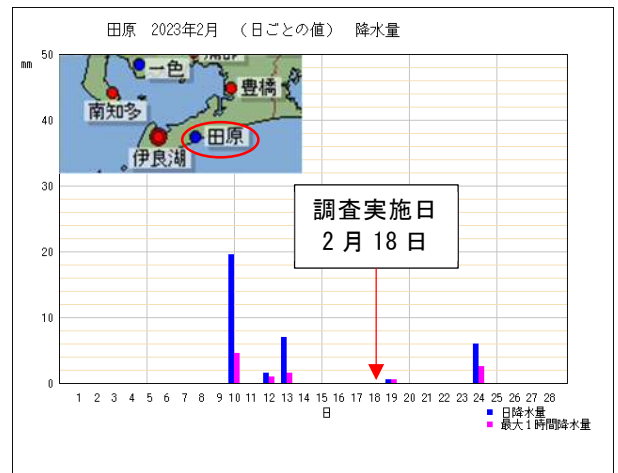 田原　2023年2月　（日ごとの値）　降水量
mm
50
40
30
20
10
0
一色
豊橋
南知多
田原
伊良湖
調査実施日
2月18日
1 2 3 4 5 6 7 8 9 10 11 12 13 14 15 16 17 18 19 20 21 22 23 24 25 26 27 28
日
日降水量
最大1時間降水量